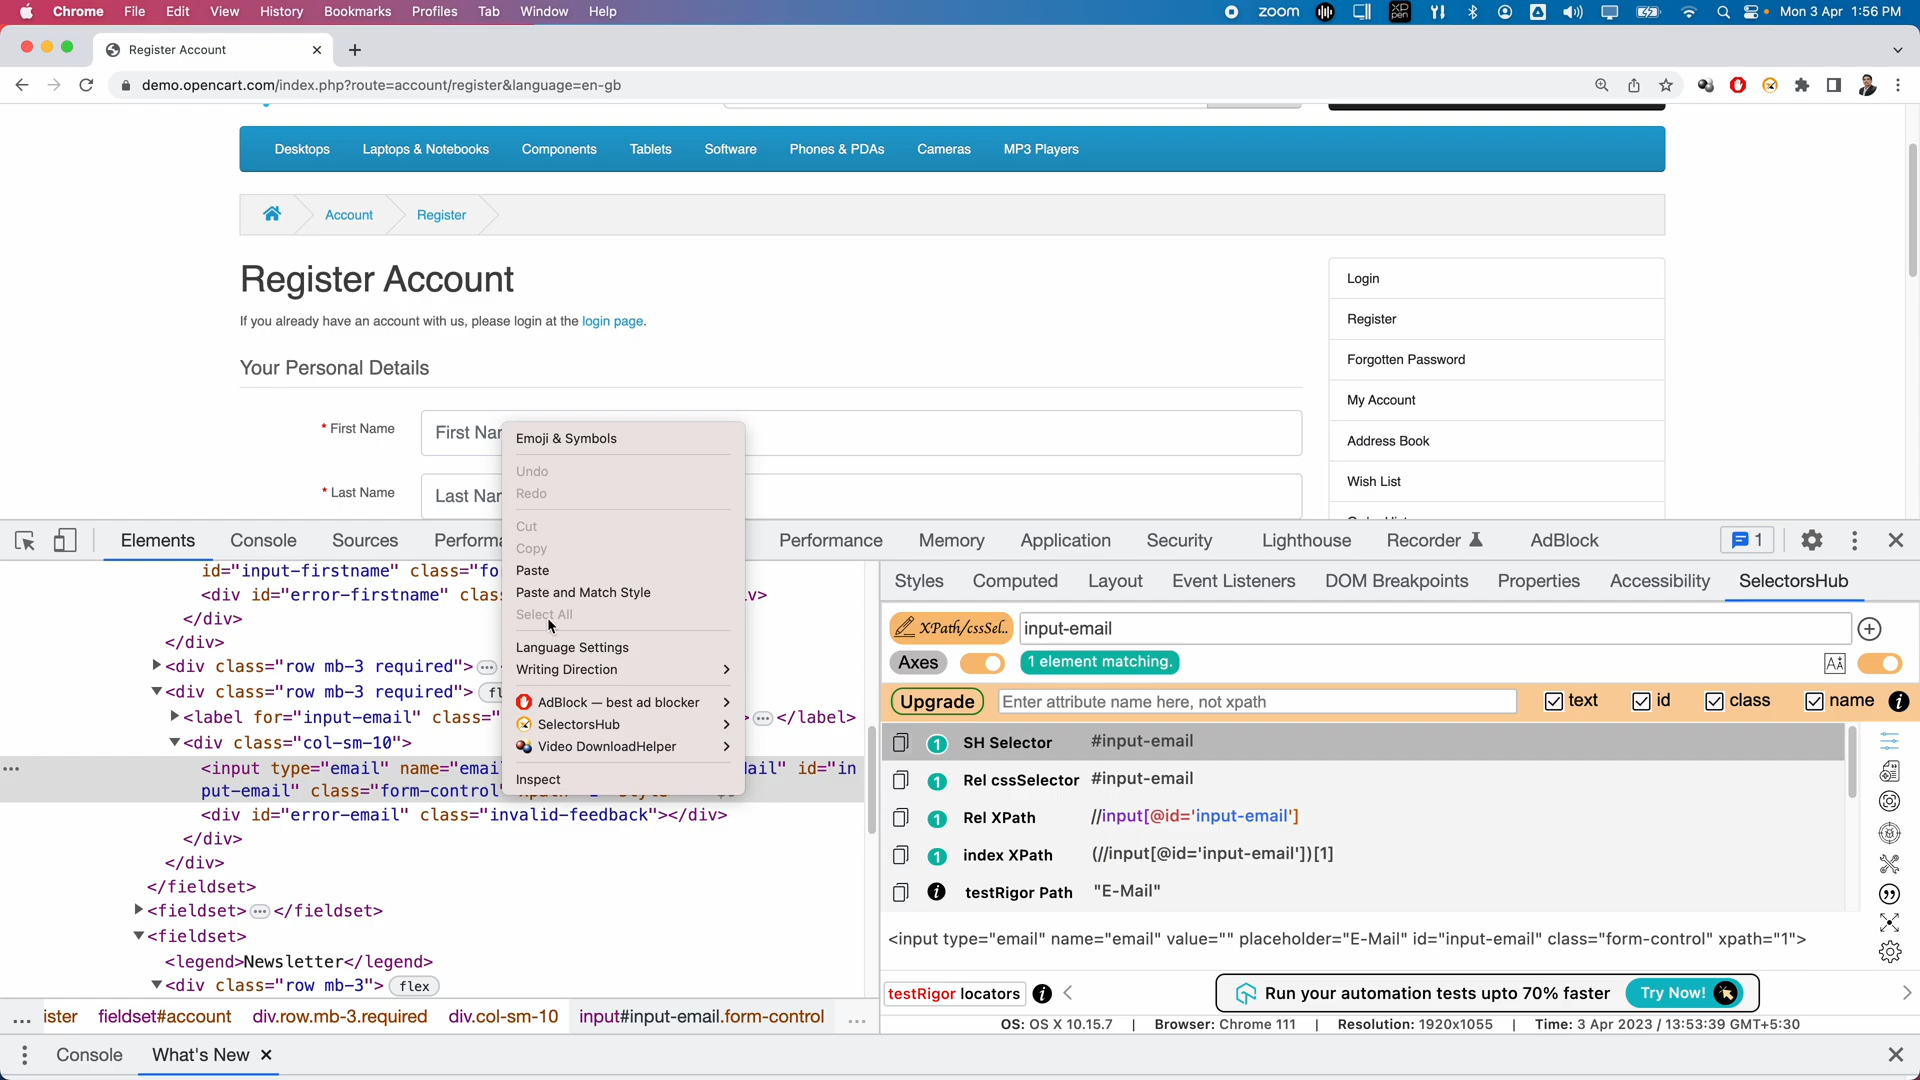 Chrome File Edit View History Bookmarks Profiles Tab Window Help zoom XP pen Mon 3 Apr 1:56 PM
Register Account
demo.opencart.com/index.php?route=account/register&language=en-gb
Desktops Laptops & Notebooks Components Tablets Software Phones & PDAs Cameras MP3 Players
Account Register
Register Account
If you already have an account with us, please login at the login page.
Your Personal Details
* First Name First Nar
* Last Name Last Nar
Login
Register
Forgotten Password
My Account
Address Book
Wish List
Emoji & Symbols
Undo
Redo
Cut
Copy
Paste
Paste and Match Style
Select All
Language Settings
Writing Direction
AdBlock — best ad blocker
SelectorsHub
Video DownloadHelper
Inspect
Elements Console Sources Performa Performance Memory Application Security Lighthouse Recorder AdBlock 1
id="input-firstname" class="fo
<div id="error-firstname" clas v>
</div>
</div>
<div class="row mb-3 required"> …
<div class="row mb-3 required"> fl
<label for="input-email" class=" > … </label>
<div class="col-sm-10">
<input type="email" name="emai ail" id="in
put-email" class="form-control"
<div id="error-email" class="invalid-feedback"></div>
</div>
</div>
</fieldset>
<fieldset> … </fieldset>
<fieldset>
<legend>Newsletter</legend>
<div class="row mb-3"> flex
... ister fieldset#account div.row.mb-3.required div.col-sm-10 input#input-email.form-control ...
Console What's New
Styles Computed Layout Event Listeners DOM Breakpoints Properties Accessibility SelectorsHub
XPath/cssSel.. input-email
Axes 1 element matching.
Upgrade Enter attribute name here, not xpath text id class name
1 SH Selector #input-email
1 Rel cssSelector #input-email
1 Rel XPath //input[@id='input-email']
1 index XPath (//input[@id='input-email'])[1]
testRigor Path "E-Mail"
<input type="email" name="email" value="" placeholder="E-Mail" id="input-email" class="form-control" xpath="1">
testRigor locators Run your automation tests upto 70% faster Try Now!
OS: OS X 10.15.7 | Browser: Chrome 111 | Resolution: 1920x1055 | Time: 3 Apr 2023 / 13:53:39 GMT+5:30